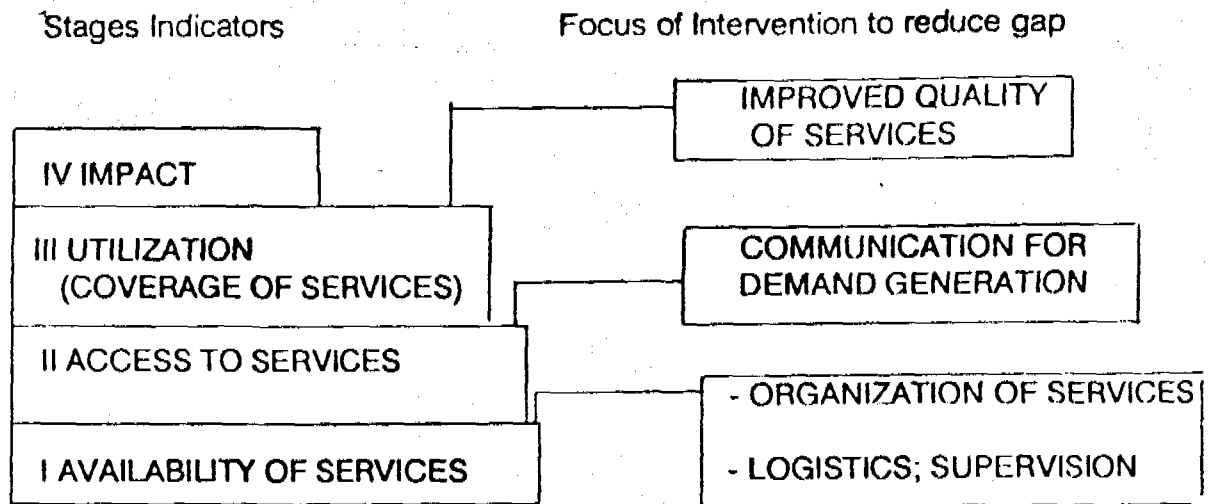 Stages Indicators
Focus of Intervention to reduce gap
IMPROVED QUALITY
OF SERVICES
IV IMPACT
III UTILIZATION
(COVERAGE OF SERVICES)
COMMUNICATION FOR
DEMAND GENERATION
II ACCESS TO SERVICES
- ORGANIZATION OF SERVICES
I AVAILABILITY OF SERVICES
- LOGISTICS; SUPERVISION